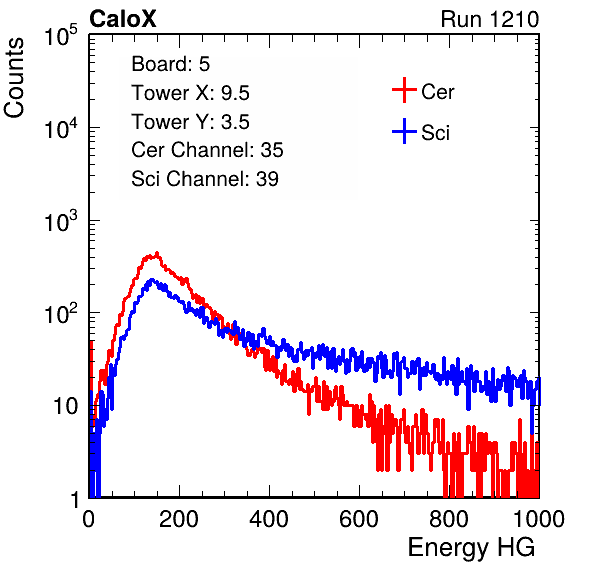 CaloX Run 1210
Counts
Board: 5
Tower X: 9.5
Tower Y: 3.5
Cer Channel: 35
Sci Channel: 39
Cer
Sci
10^5
10^4
10^3
10^2
10
1
0 200 400 600 800 1000
Energy HG